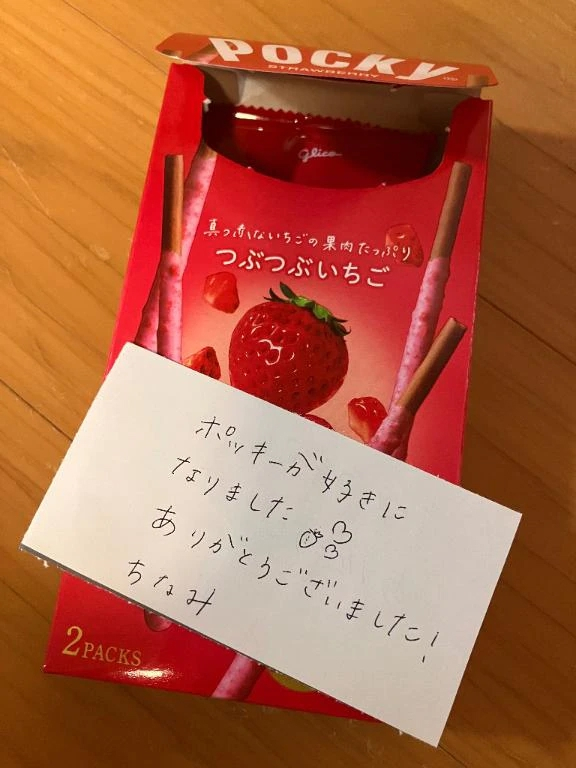 pocky
STRAWBERRY
glico
真っ赤ないちごの果肉たっぷり
つぶつぶいちご
ポッキーが好きに
なりました
ありがとうございました!
ちなみ
2 PACKS